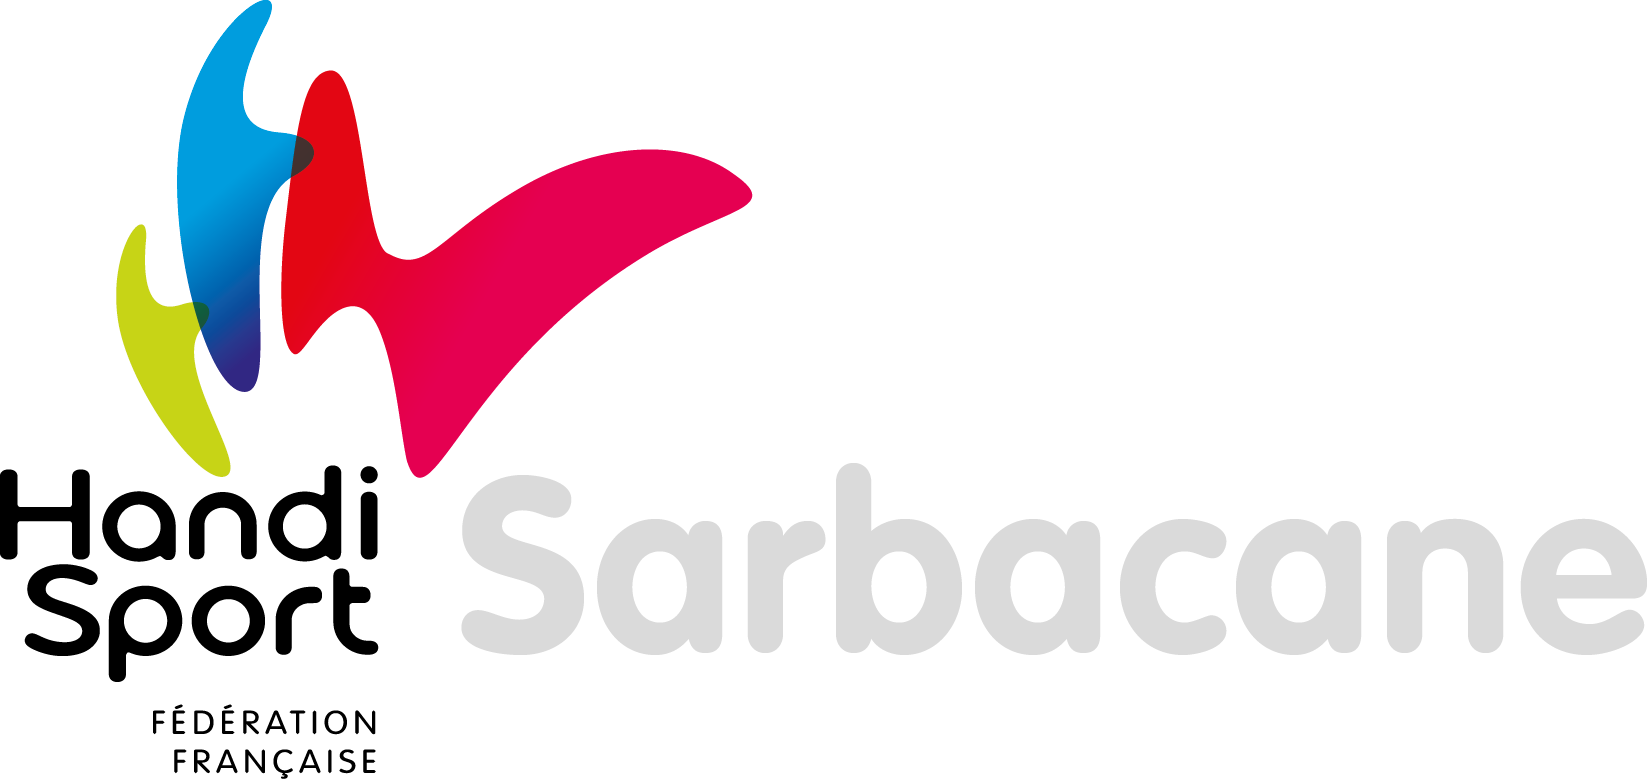 Handi
Sport
Sarbacane
FÉDÉRATION
FRANÇAISE